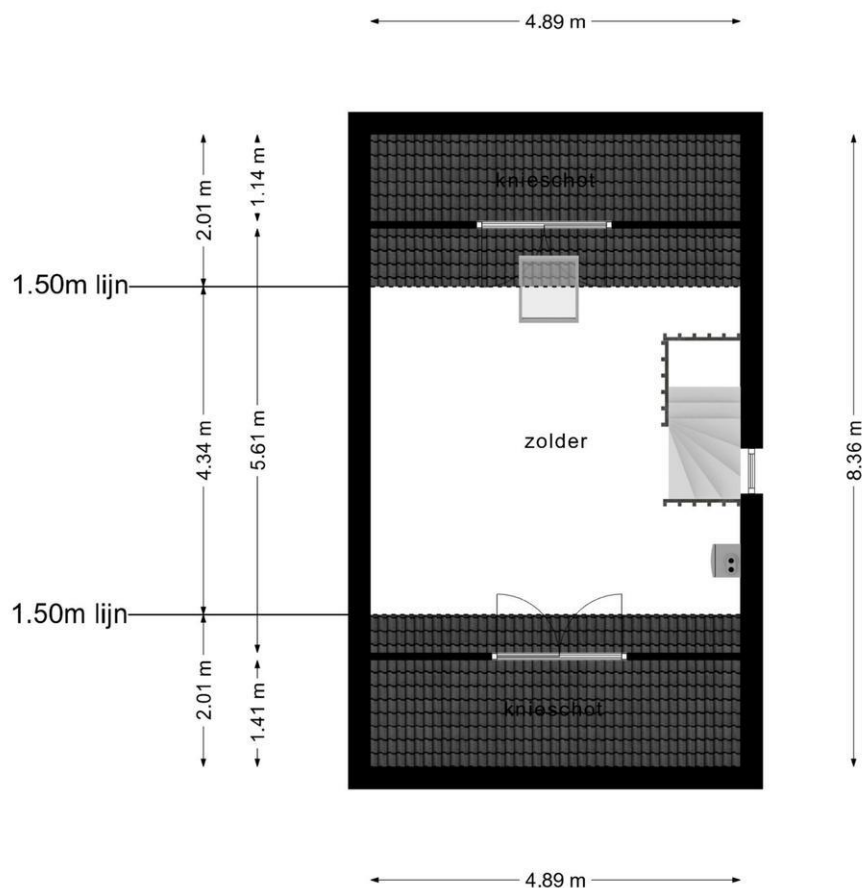 4.89 m
knieschot
1.14 m
2.01 m
1.50m lijn
4.34 m
5.61 m
zolder
8.36 m
1.50m lijn
2.01 m
1.41 m
knieschot
4.89 m